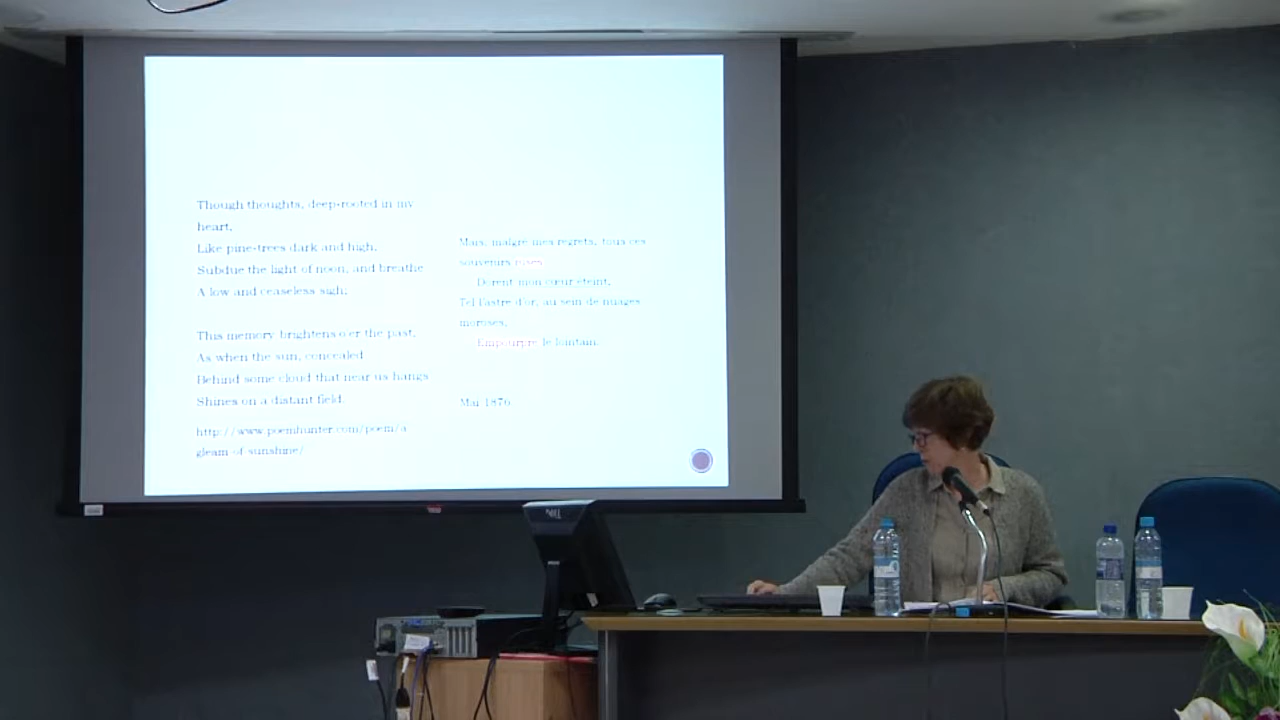 Though thoughts, deep-rooted in my
heart,
Like pine-trees dark and high,
Subdue the light of noon, and breathe
A low and ceaseless sigh;
This memory brightens o'er the past,
As when the sun, concealed
Behind some cloud that near us hangs
Shines on a distant field.
http://www.poemhunter.com/poem/a
gleam-of-sunshine/
Mais, malgré mes regrets, tous ces
souvenirs roses
Dorent mon cœur éteint,
Tel l'astre d'or, au sein de nuages
moroses,
Empourpre le lointain.
Mai 1876
DELL